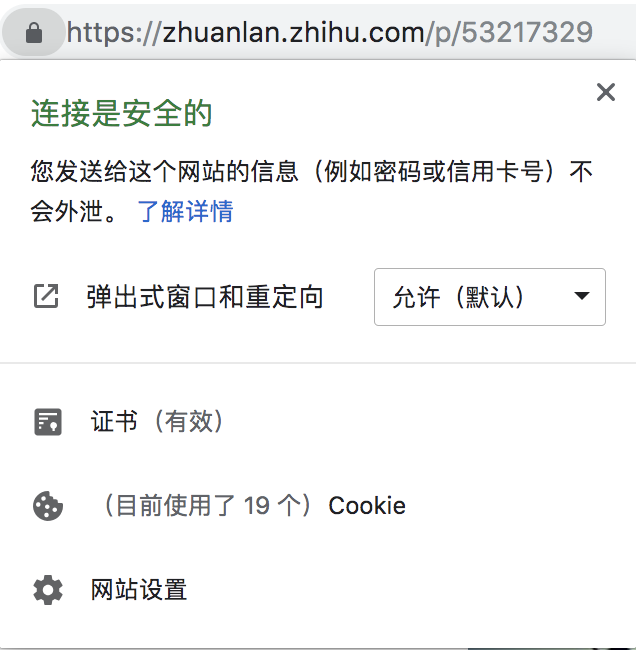 https://zhuanlan.zhihu.com/p/53217329
连接是安全的
您发送给这个网站的信息（例如密码或信用卡号）不
会外泄。 了解详情
弹出式窗口和重定向 允许（默认）
证书（有效）
（目前使用了 19 个）Cookie
网站设置